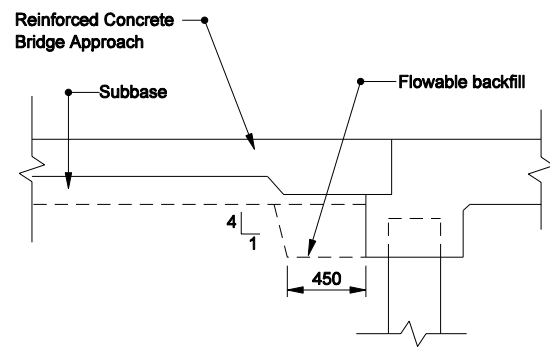 Reinforced Concrete
Bridge Approach
Subbase
Flowable backfill
4
1
450